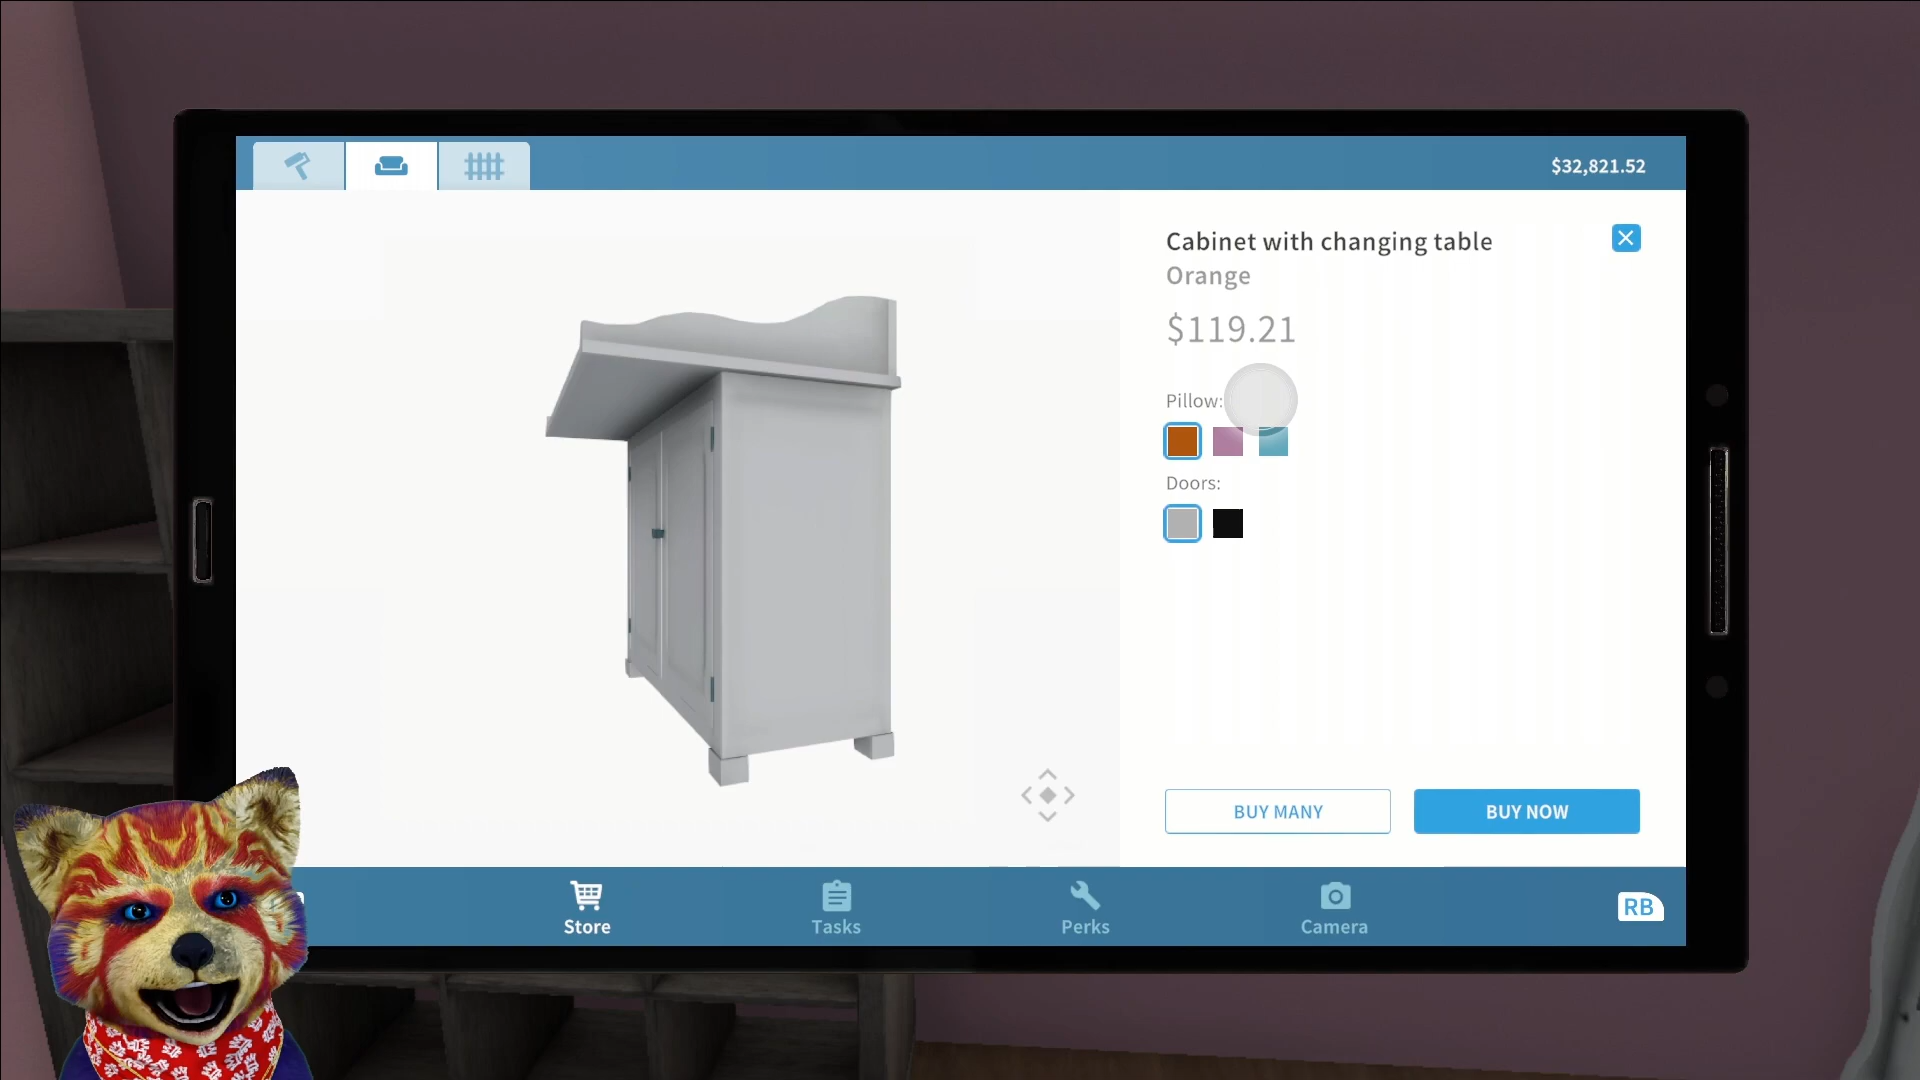 $32,821.52
Cabinet with changing table
Orange
$119.21
Pillow:
Doors:
BUY MANY
BUY NOW
Store
Tasks
Perks
Camera
RB